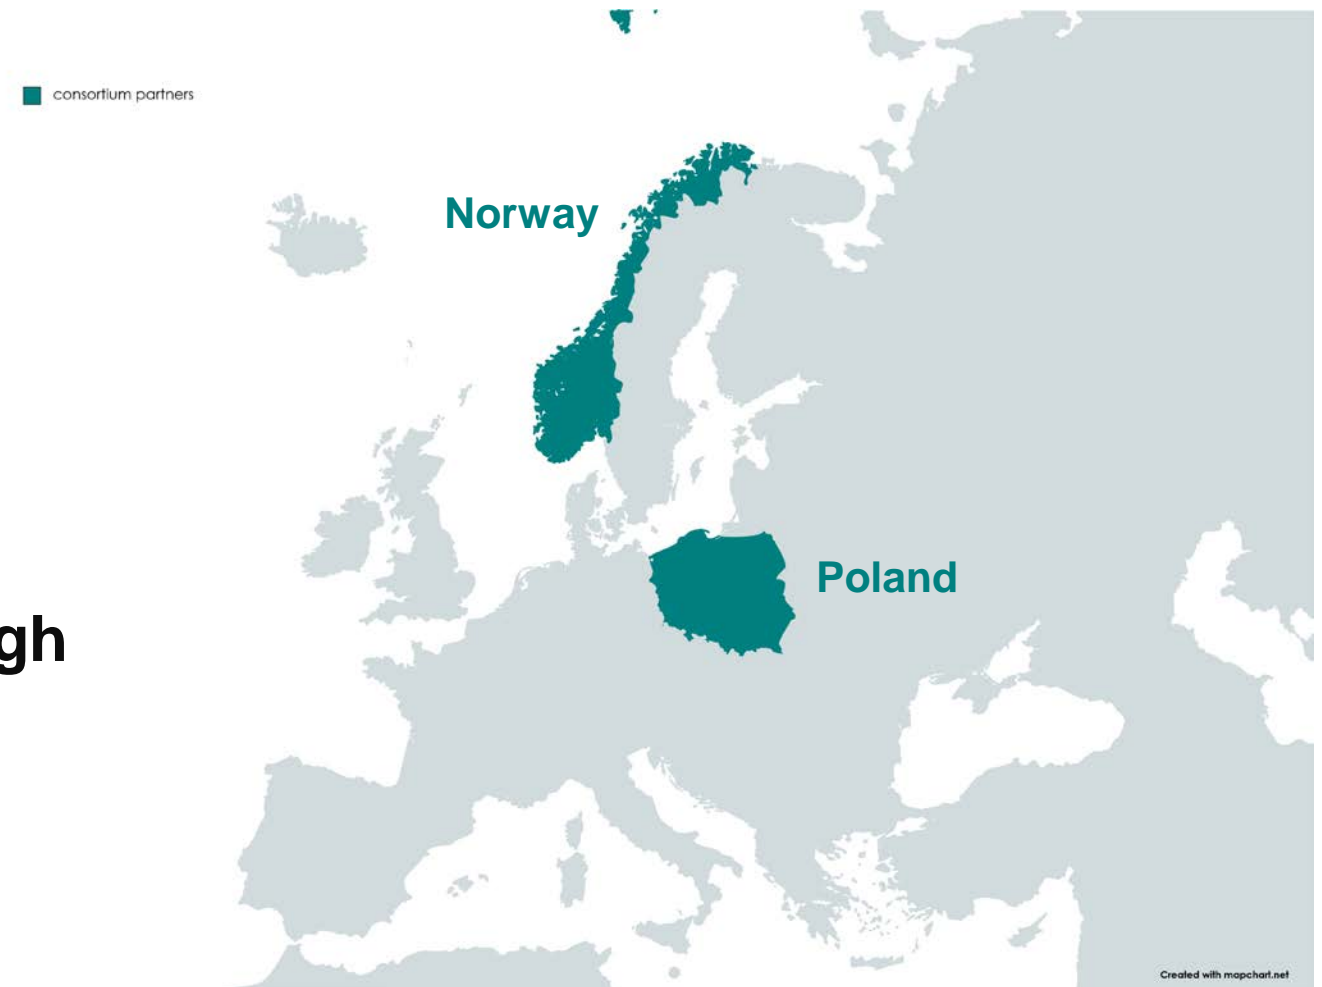 consortium partners
Norway
Poland
gh
Created with mapchart.net